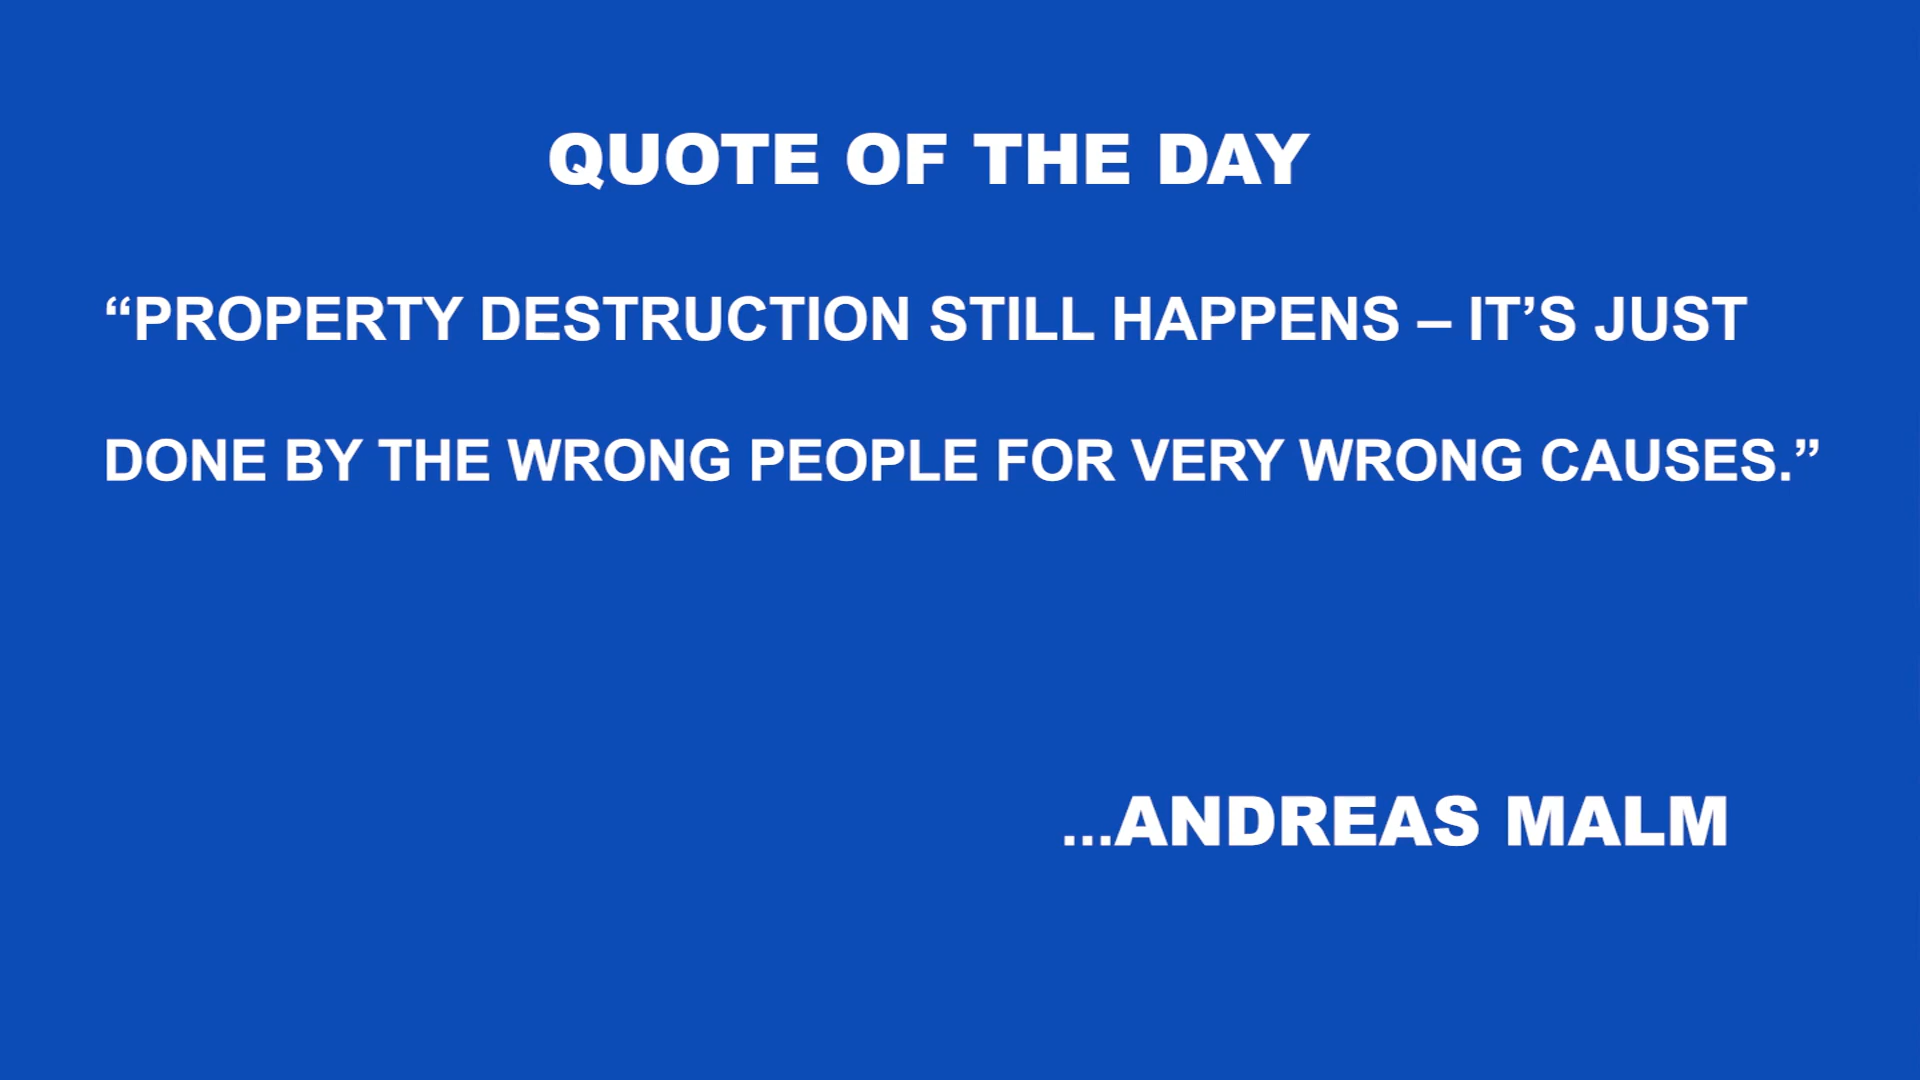 QUOTE OF THE DAY
“PROPERTY DESTRUCTION STILL HAPPENS – IT’S JUST
DONE BY THE WRONG PEOPLE FOR VERY WRONG CAUSES.”
...ANDREAS MALM